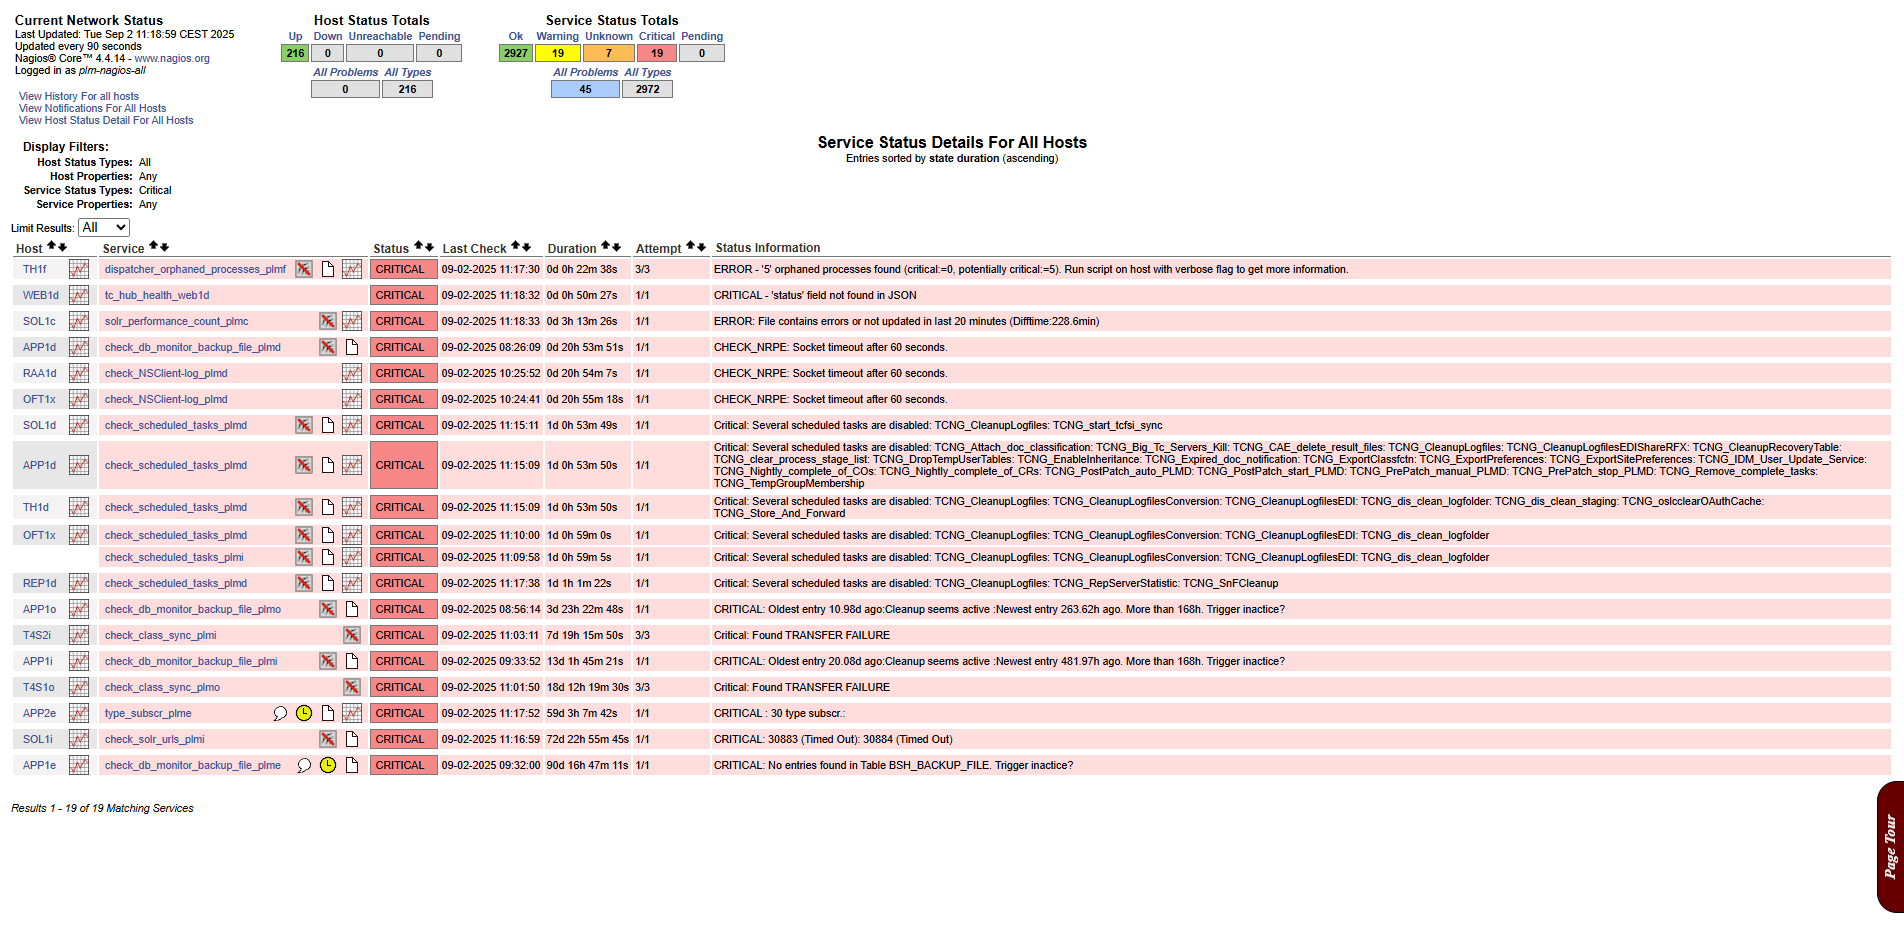 Current Network Status
Last Updated: Tue Sep 2 11:18:59 CEST 2025
Updated every 90 seconds
Nagios® Core™ 4.4.14 - www.nagios.org
Logged in as plm-nagios-all
View History For all hosts
View Notifications For All Hosts
View Host Status Detail For All Hosts
Host Status Totals
Up Down Unreachable Pending
216 0 0 0
All Problems All Types
0 216
Service Status Totals
Ok Warning Unknown Critical Pending
2927 19 7 19 0
All Problems All Types
45 2972
Display Filters:
Host Status Types: All
Host Properties: Any
Service Status Types: Critical
Service Properties: Any
Service Status Details For All Hosts
Entries sorted by state duration (ascending)
Limit Results: All
Host Service Status Last Check Duration Attempt Status Information
TH1f dispatcher_orphaned_processes_plmf CRITICAL 09-02-2025 11:17:30 0d 0h 22m 38s 3/3 ERROR - '5' orphaned processes found (critical:=0, potentially critical:=5). Run script on host with verbose flag to get more information.
WEB1d tc_hub_health_web1d CRITICAL 09-02-2025 11:18:32 0d 0h 50m 27s 1/1 CRITICAL - 'status' field not found in JSON
SOL1c solr_performance_count_plmc CRITICAL 09-02-2025 11:18:33 0d 3h 13m 26s 1/1 ERROR: File contains errors or not updated in last 20 minutes (Difftime:228.6min)
APP1d check_db_monitor_backup_file_plmd CRITICAL 09-02-2025 08:26:09 0d 20h 53m 51s 1/1 CHECK_NRPE: Socket timeout after 60 seconds.
RAA1d check_NSClient-log_plmd CRITICAL 09-02-2025 10:25:52 0d 20h 54m 7s 1/1 CHECK_NRPE: Socket timeout after 60 seconds.
OFT1x check_NSClient-log_plmd CRITICAL 09-02-2025 10:24:41 0d 20h 55m 18s 1/1 CHECK_NRPE: Socket timeout after 60 seconds.
SOL1d check_scheduled_tasks_plmd CRITICAL 09-02-2025 11:15:11 1d 0h 53m 49s 1/1 Critical: Several scheduled tasks are disabled: TCNG_CleanupLogfiles: TCNG_start_tcfsi_sync
APP1d check_scheduled_tasks_plmd CRITICAL 09-02-2025 11:15:09 1d 0h 53m 50s 1/1 Critical: Several scheduled tasks are disabled: TCNG_Attach_doc_classification: TCNG_Big_Tc_Servers_Kill: TCNG_CAE_delete_result_files: TCNG_CleanupLogfiles: TCNG_CleanupLogfilesEDIShareRFX: TCNG_CleanupRecoveryTable:
TCNG_clear_process_stage_list: TCNG_DropTempUserTables: TCNG_EnableInheritance: TCNG_Expired_doc_notification: TCNG_ExportClassfctn: TCNG_ExportPreferences: TCNG_ExportSitePreferences: TCNG_IDM_User_Update_Service:
TCNG_Nightly_complete_of_COs: TCNG_Nightly_complete_of_CRs: TCNG_PostPatch_auto_PLMD: TCNG_PostPatch_start_PLMD: TCNG_PrePatch_manual_PLMD: TCNG_PrePatch_stop_PLMD: TCNG_Remove_complete_tasks:
TCNG_TempGroupMembership
TH1d check_scheduled_tasks_plmd CRITICAL 09-02-2025 11:15:09 1d 0h 53m 50s 1/1 Critical: Several scheduled tasks are disabled: TCNG_CleanupLogfiles: TCNG_CleanupLogfilesConversion: TCNG_CleanupLogfilesEDI: TCNG_dis_clean_logfolder: TCNG_dis_clean_staging: TCNG_oslcclearOAuthCache:
TCNG_Store_And_Forward
OFT1x check_scheduled_tasks_plmd CRITICAL 09-02-2025 11:10:00 1d 0h 59m 0s 1/1 Critical: Several scheduled tasks are disabled: TCNG_CleanupLogfiles: TCNG_CleanupLogfilesConversion: TCNG_CleanupLogfilesEDI: TCNG_dis_clean_logfolder
check_scheduled_tasks_plmi CRITICAL 09-02-2025 11:09:58 1d 0h 59m 5s 1/1 Critical: Several scheduled tasks are disabled: TCNG_CleanupLogfiles: TCNG_CleanupLogfilesConversion: TCNG_CleanupLogfilesEDI: TCNG_dis_clean_logfolder
REP1d check_scheduled_tasks_plmd CRITICAL 09-02-2025 11:17:38 1d 1h 1m 22s 1/1 Critical: Several scheduled tasks are disabled: TCNG_CleanupLogfiles: TCNG_RepServerStatistic: TCNG_SnFCleanup
APP1o check_db_monitor_backup_file_plmo CRITICAL 09-02-2025 08:56:14 3d 23h 22m 48s 1/1 CRITICAL: Oldest entry 10.98d ago:Cleanup seems active :Newest entry 263.62h ago. More than 168h. Trigger inactice?
T4S2i check_class_sync_plmi CRITICAL 09-02-2025 11:03:11 7d 19h 15m 50s 3/3 Critical: Found TRANSFER FAILURE
APP1i check_db_monitor_backup_file_plmi CRITICAL 09-02-2025 09:33:52 13d 1h 45m 21s 1/1 CRITICAL: Oldest entry 20.08d ago:Cleanup seems active :Newest entry 481.97h ago. More than 168h. Trigger inactice?
T4S1o check_class_sync_plmo CRITICAL 09-02-2025 11:01:50 18d 12h 19m 30s 3/3 Critical: Found TRANSFER FAILURE
APP2e type_subscr_plme CRITICAL 09-02-2025 11:17:52 59d 3h 7m 42s 1/1 CRITICAL : 30 type subscr.:
SOL1i check_solr_urls_plmi CRITICAL 09-02-2025 11:16:59 72d 22h 55m 45s 1/1 CRITICAL: 30883 (Timed Out): 30884 (Timed Out)
APP1e check_db_monitor_backup_file_plme CRITICAL 09-02-2025 09:32:00 90d 16h 47m 11s 1/1 CRITICAL: No entries found in Table BSH_BACKUP_FILE. Trigger inactice?
Results 1 - 19 of 19 Matching Services
Page Tour